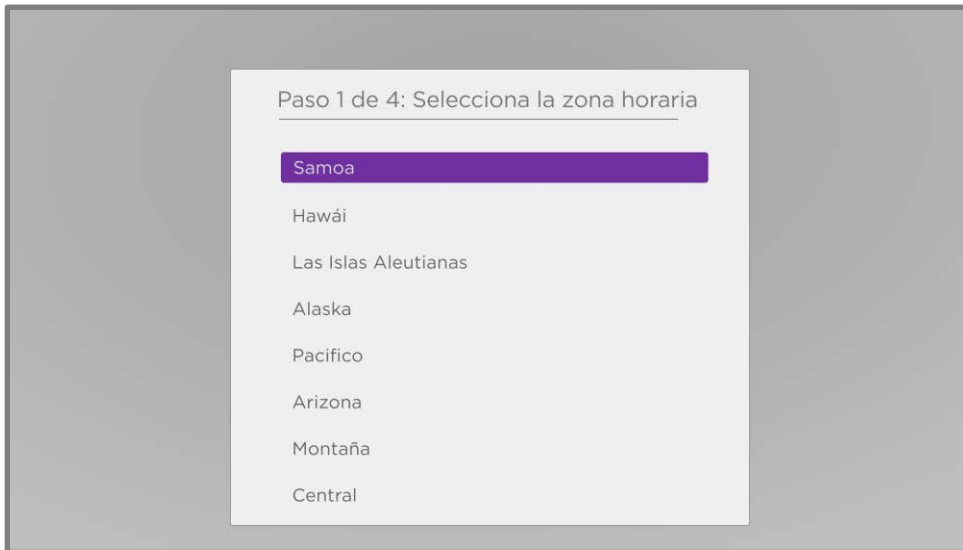 Paso 1 de 4: Selecciona la zona horaria
Samoa
Hawái
Las Islas Aleutianas
Alaska
Pacifico
Arizona
Montaña
Central